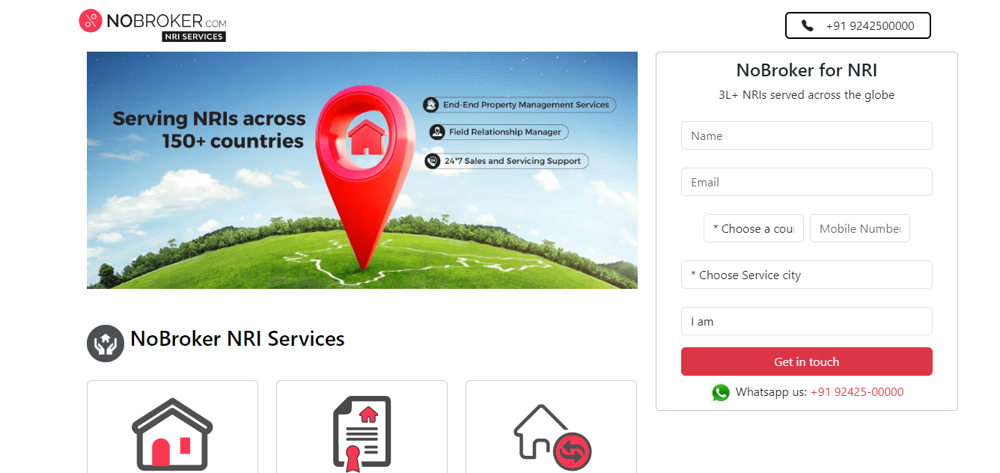 NOBROKER.COM
NRI SERVICES
+91 9242500000
Serving NRIs across
150+ countries
End-End Property Management Services
Field Relationship Manager
24
24*7 Sales and Servicing Support
NoBroker for NRI
3L+ NRIs served across the globe
Name
Email
* Choose a cou
Mobile Number
* Choose Service city
I am
Get in touch
Whatsapp us: +91 92425-00000
NoBroker NRI Services